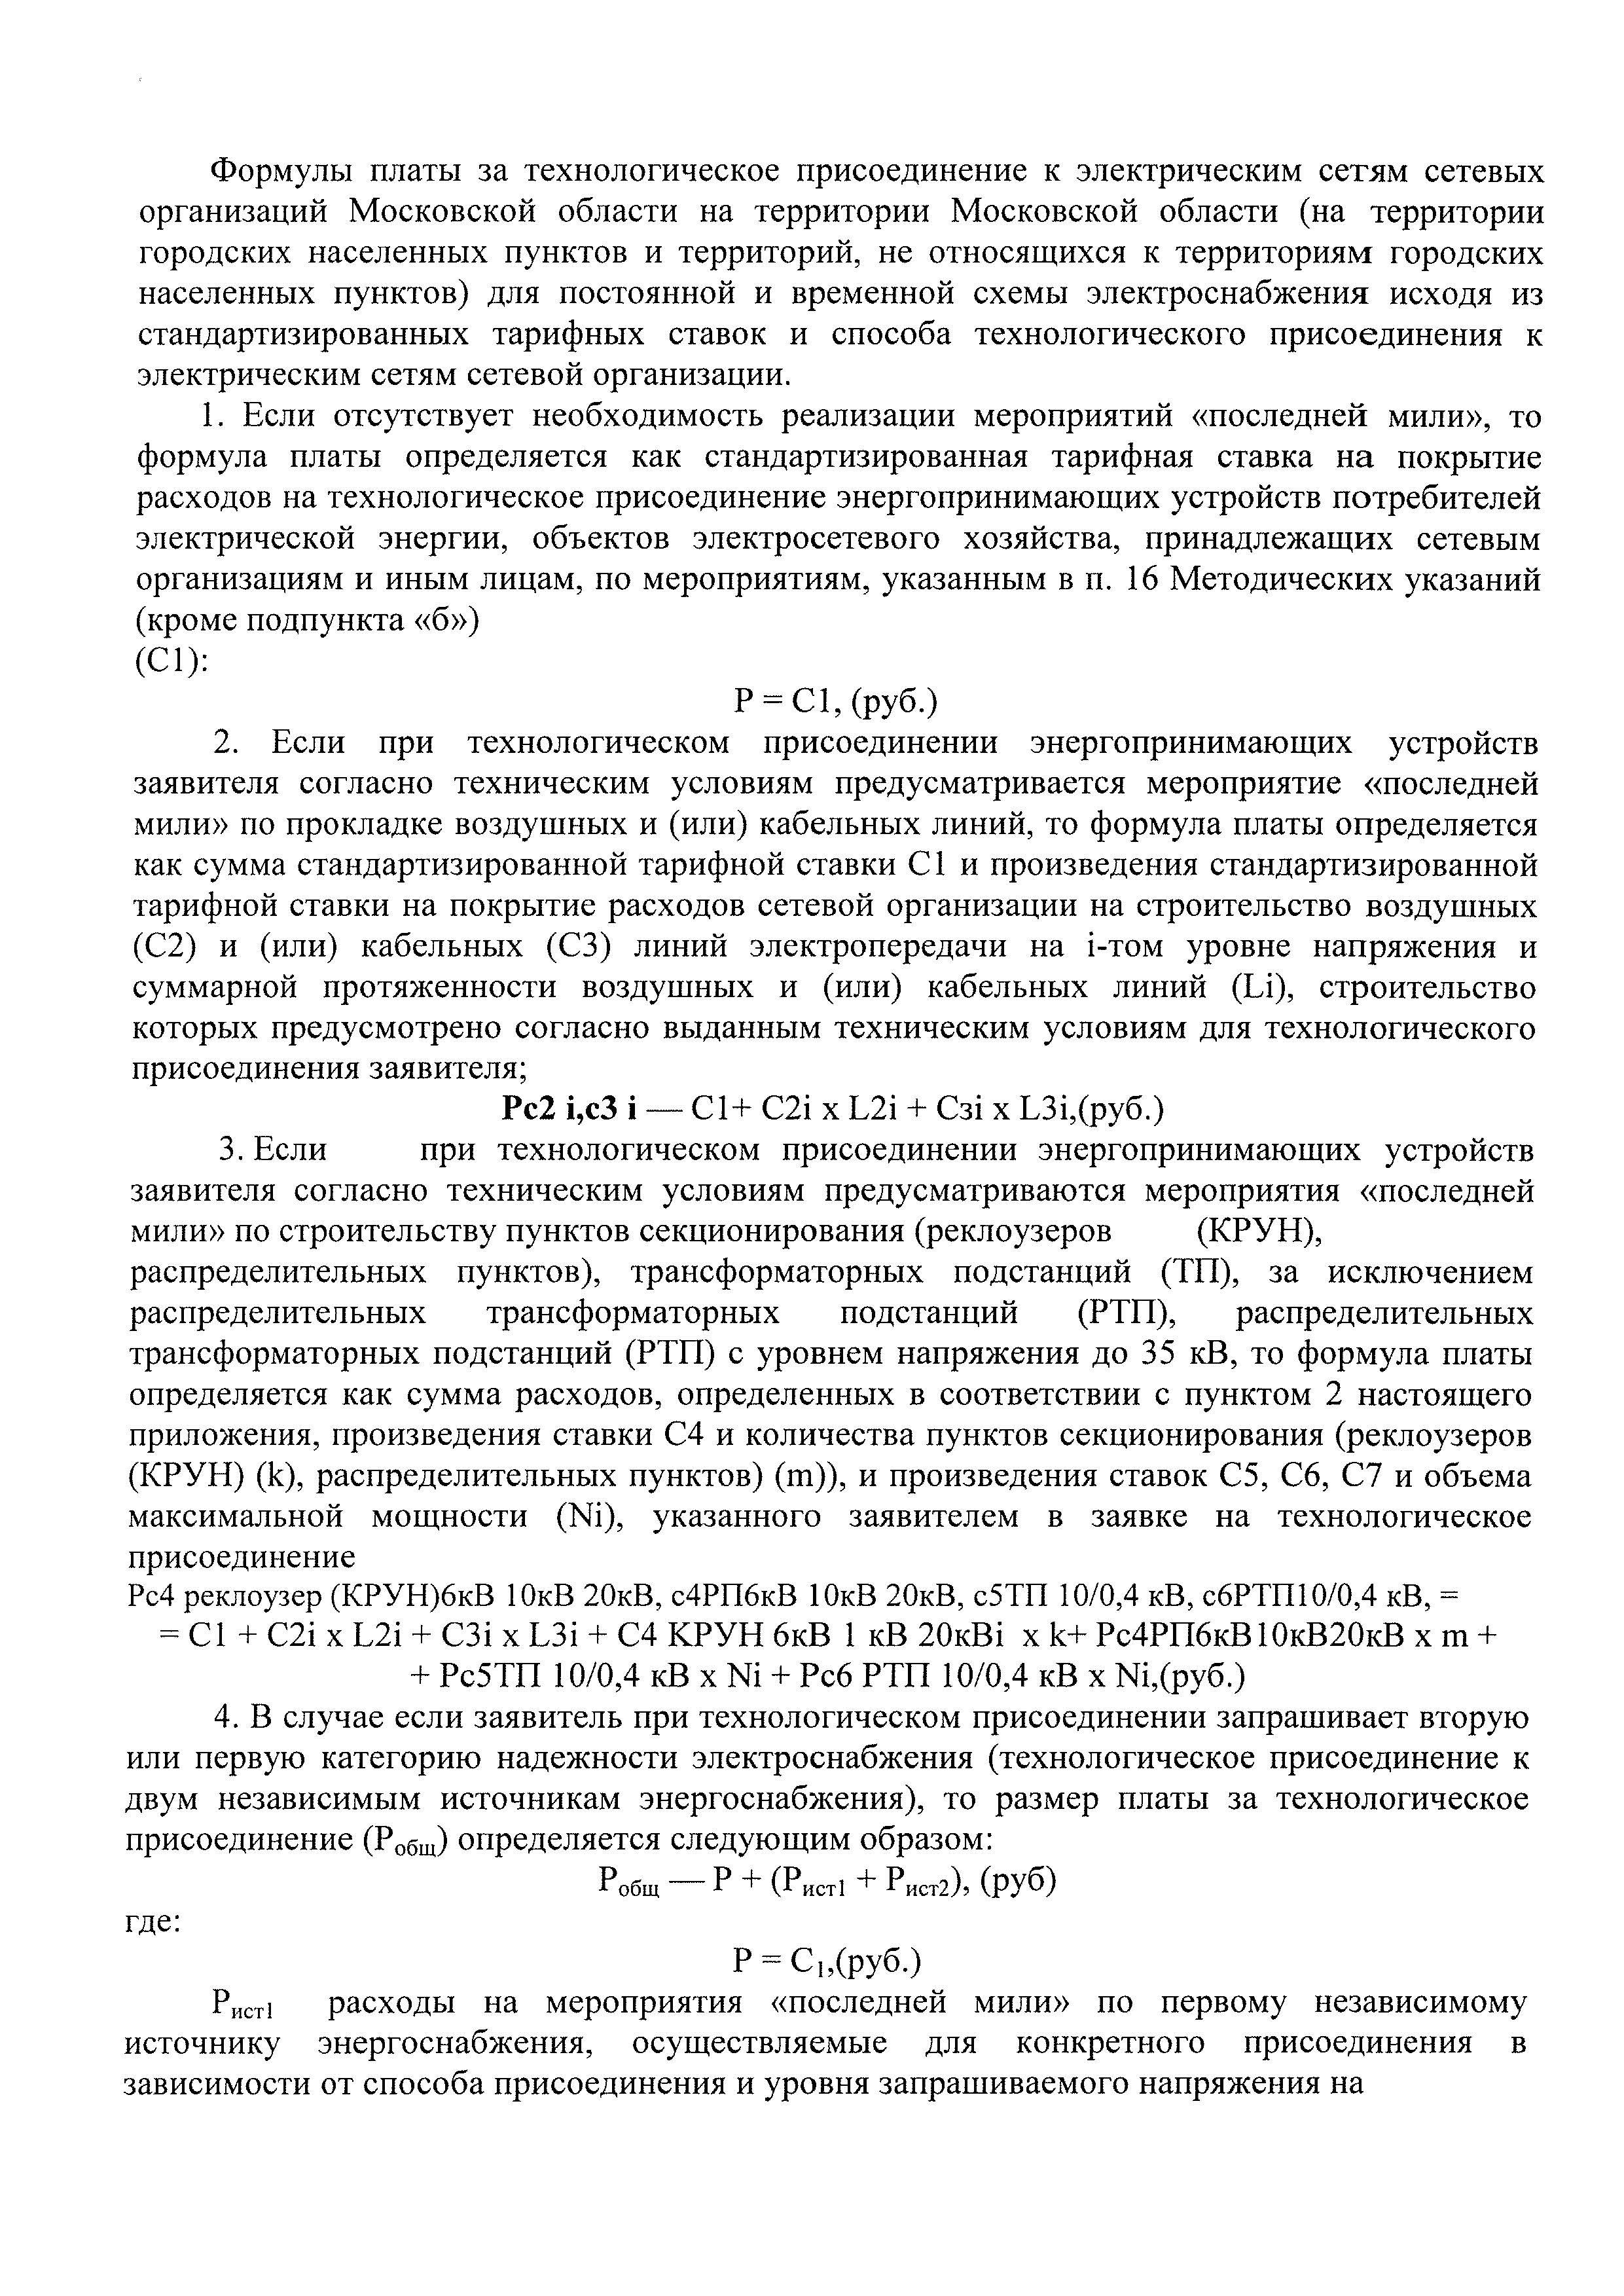 Формулы платы за технологическое присоединение к электрическим сетям сетевых
организаций Московской области на территории Московской области (на территории
городских населенных пунктов и территорий, не относящихся к территориям городских
населенных пунктов) для постоянной и временной схемы электроснабжения исходя из
стандартизированных тарифных ставок и способа технологического присоединения к
электрическим сетям сетевой организации.
1. Если отсутствует необходимость реализации мероприятий «последней мили», то
формула платы определяется как стандартизированная тарифная ставка на покрытие
расходов на технологическое присоединение энергопринимающих устройств потребителей
электрической энергии, объектов электросетевого хозяйства, принадлежащих сетевым
организациям и иным лицам, по мероприятиям, указанным в п. 16 Методических указаний
(кроме подпункта «б»)
(С1):
Р = С1, (руб.)
2. Если при технологическом присоединении энергопринимающих устройств
заявителя согласно техническим условиям предусматривается мероприятие «последней
мили» по прокладке воздушных и (или) кабельных линий, то формула платы определяется
как сумма стандартизированной тарифной ставки С1 и произведения стандартизированной
тарифной ставки на покрытие расходов сетевой организации на строительство воздушных
(С2) и (или) кабельных (С3) линий электропередачи на i-том уровне напряжения и
суммарной протяженности воздушных и (или) кабельных линий (Li), строительство
которых предусмотрено согласно выданным техническим условиям для технологического
присоединения заявителя;
Рс2 i,с3 i — С1+ С2i x L2i + Сзi x L3i,(руб.)
3. Если при технологическом присоединении энергопринимающих устройств
заявителя согласно техническим условиям предусматриваются мероприятия «последней
мили» по строительству пунктов секционирования (реклоузеров (КРУН),
распределительных пунктов), трансформаторных подстанций (ТП), за исключением
распределительных трансформаторных подстанций (РТП), распределительных
трансформаторных подстанций (РТП) с уровнем напряжения до 35 кВ, то формула платы
определяется как сумма расходов, определенных в соответствии с пунктом 2 настоящего
приложения, произведения ставки С4 и количества пунктов секционирования (реклоузеров
(КРУН) (k), распределительных пунктов) (m)), и произведения ставок С5, С6, С7 и объема
максимальной мощности (Ni), указанного заявителем в заявке на технологическое
присоединение
Рс4 реклоузер (КРУН)6кВ 10кВ 20кВ, с4РП6кВ 10кВ 20кВ, с5ТП 10/0,4 кВ, с6РТП10/0,4 кВ, =
= С1 + С2i x L2i + С3i x L3i + С4 КРУН 6кВ 1 кВ 20кВi x k+ Рс4РП6кВ10кВ20кВ x m +
+ Рс5ТП 10/0,4 кВ x Ni + Рс6 РТП 10/0,4 кВ x Ni,(руб.)
4. В случае если заявитель при технологическом присоединении запрашивает вторую
или первую категорию надежности электроснабжения (технологическое присоединение к
двум независимым источникам энергоснабжения), то размер платы за технологическое
присоединение (Робщ) определяется следующим образом:
Робщ — Р + (Рист1 + Рист2), (руб)
где:
Р = С1,(руб.)
Рист1 расходы на мероприятия «последней мили» по первому независимому
источнику энергоснабжения, осуществляемые для конкретного присоединения в
зависимости от способа присоединения и уровня запрашиваемого напряжения на